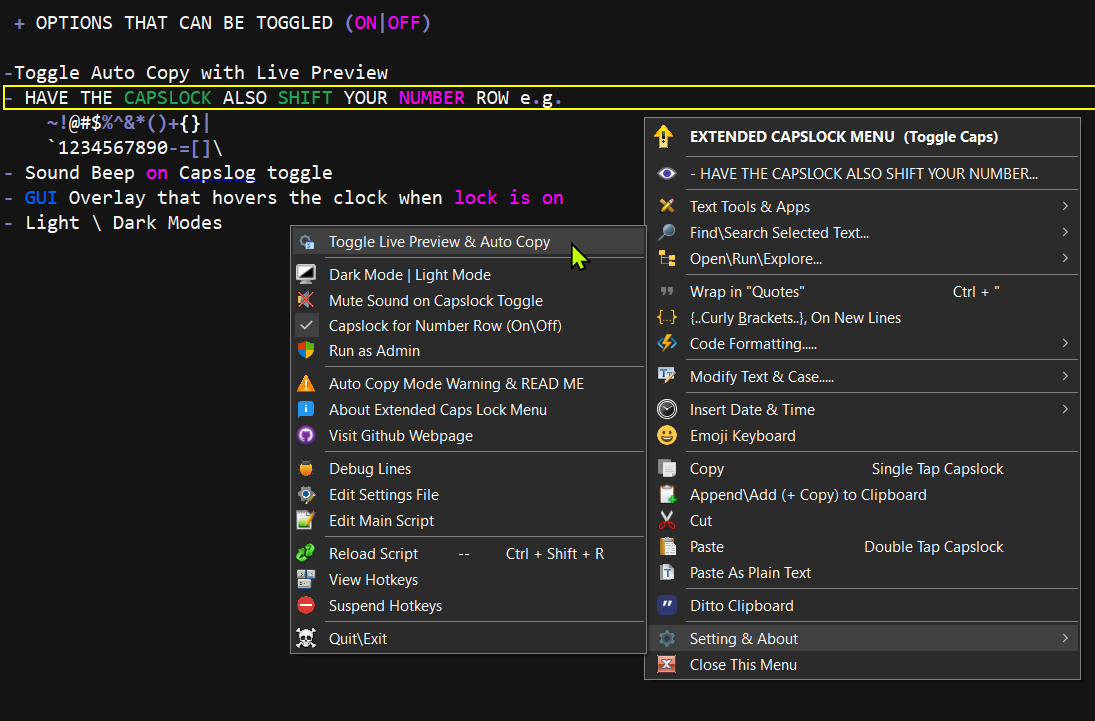 + OPTIONS THAT CAN BE TOGGLED (ON|OFF)
-Toggle Auto Copy with Live Preview
- HAVE THE CAPSLOCK ALSO SHIFT YOUR NUMBER ROW e.g.
~!@#$%^&*()+{}|
`1234567890-=[]\
- Sound Beep on Capslog toggle
- GUI Overlay that hovers the clock when lock is on
- Light \ Dark Modes
Toggle Live Preview & Auto Copy
Dark Mode | Light Mode
Mute Sound on Capslock Toggle
Capslock for Number Row (On\Off)
Run as Admin
Auto Copy Mode Warning & READ ME
About Extended Caps Lock Menu
Visit Github Webpage
Debug Lines
Edit Settings File
Edit Main Script
Reload Script -- Ctrl + Shift + R
View Hotkeys
Suspend Hotkeys
Quit\Exit
EXTENDED CAPSLOCK MENU (Toggle Caps)
- HAVE THE CAPSLOCK ALSO SHIFT YOUR NUMBER...
Text Tools & Apps
Find\Search Selected Text...
Open\Run\Explore...
Wrap in "Quotes" Ctrl + "
{..Curly Brackets..}, On New Lines
Code Formatting.....
Modify Text & Case.....
Insert Date & Time
Emoji Keyboard
Copy Single Tap Capslock
Append\Add (+ Copy) to Clipboard
Cut
Paste Double Tap Capslock
Paste As Plain Text
Ditto Clipboard
Setting & About
Close This Menu